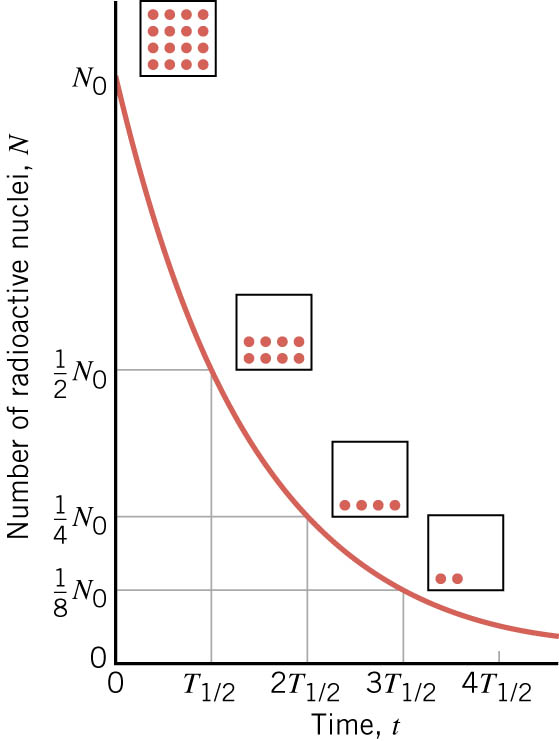 N₀
Number of radioactive nuclei, N
½N₀
¼N₀
⅛N₀
0
0 T₁/₂ 2T₁/₂ 3T₁/₂ 4T₁/₂
Time, t